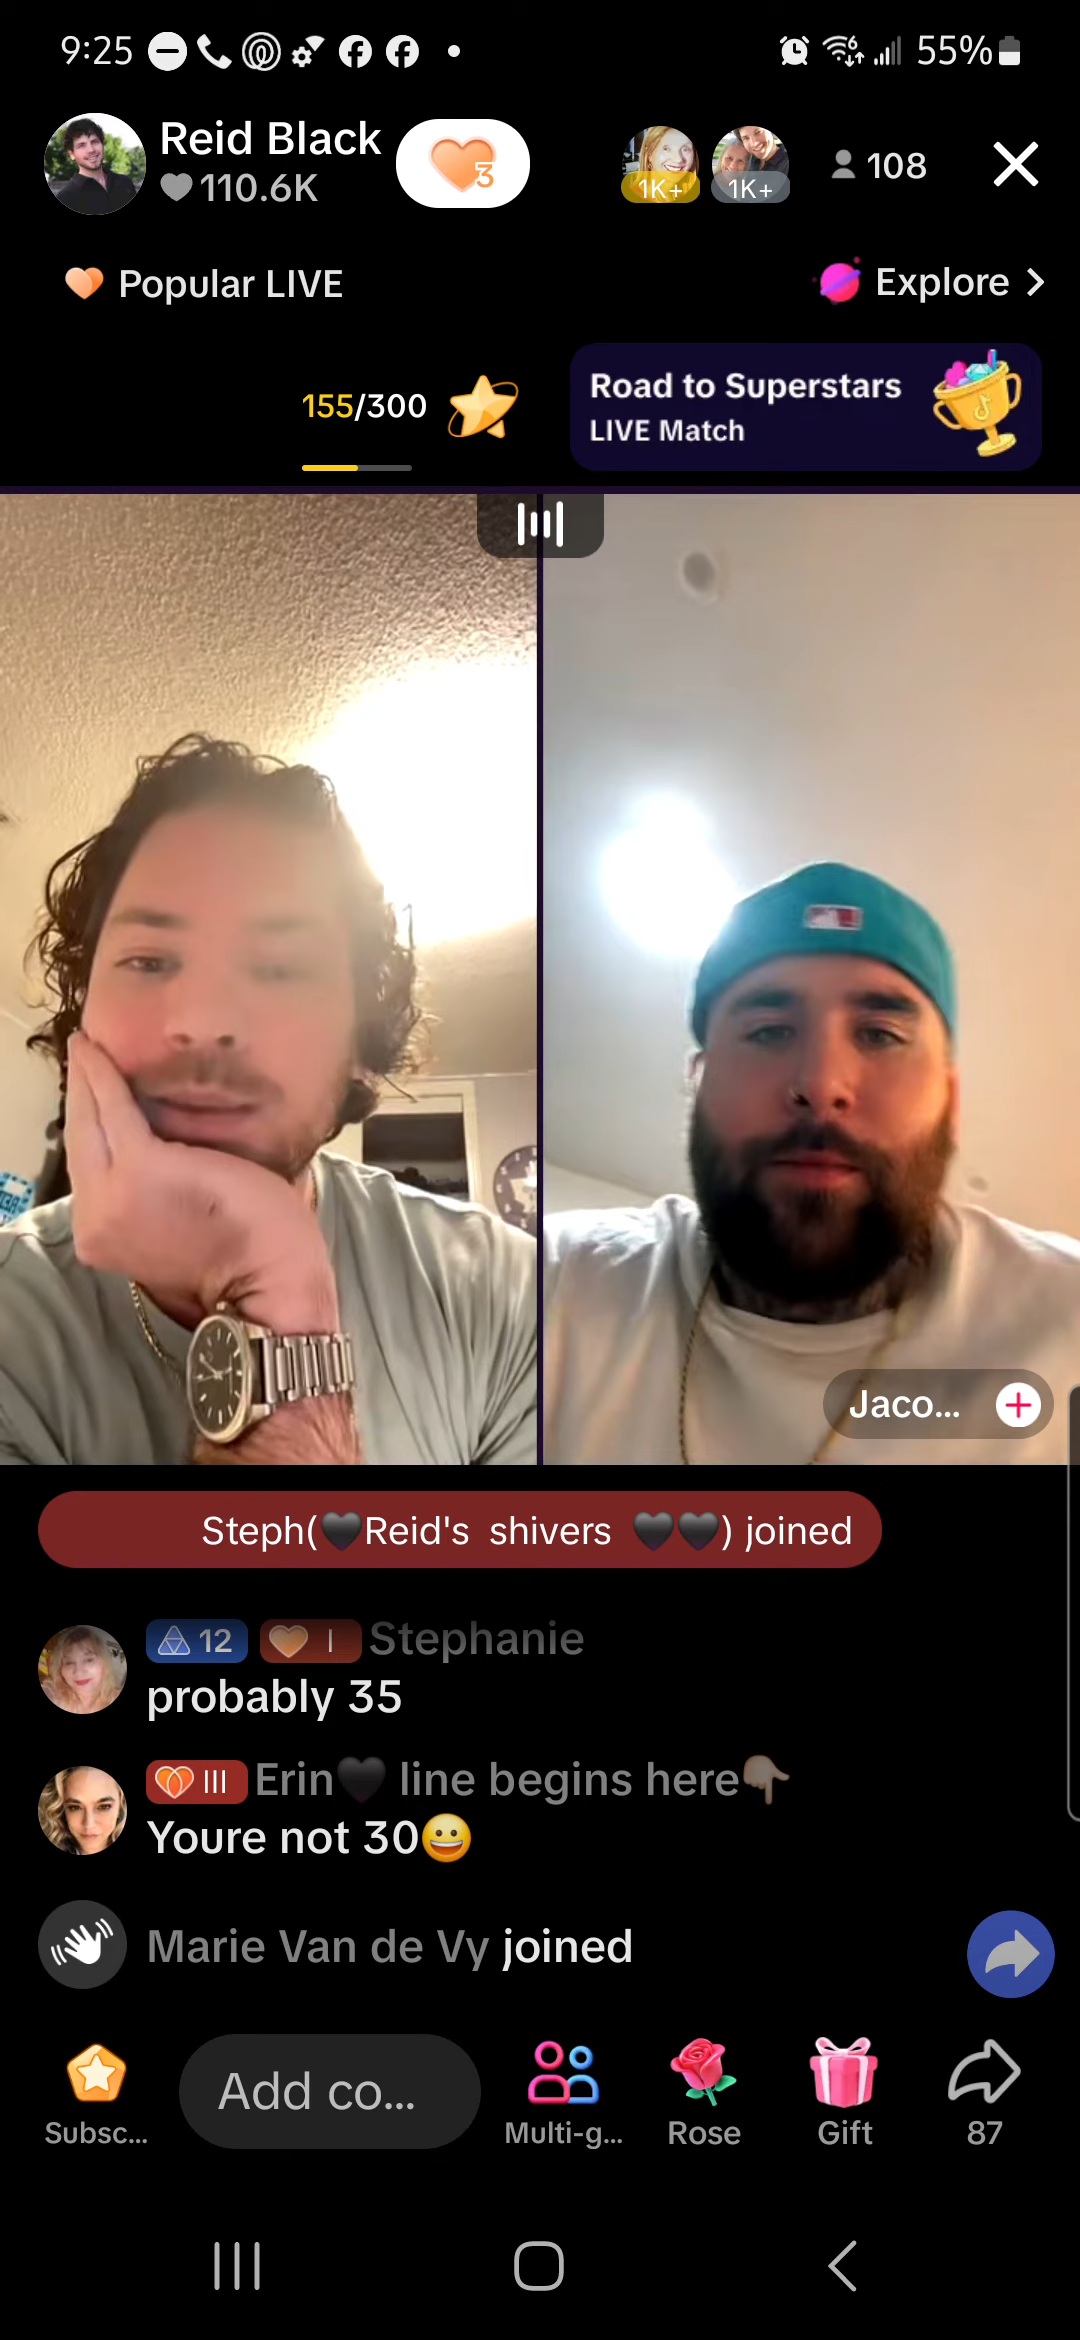 9:25
55%
Reid Black
110.6K
3
1K+
1K+
108
Popular LIVE
Explore
155/300
Road to Superstars
LIVE Match
Jaco...
Steph(🖤Reid's shivers 🖤🖤) joined
12 I Stephanie
probably 35
III Erin🖤 line begins here👇🏼
Youre not 30😀
Marie Van de Vy joined
Add co...
Subsc...
Multi-g...
Rose
Gift
87